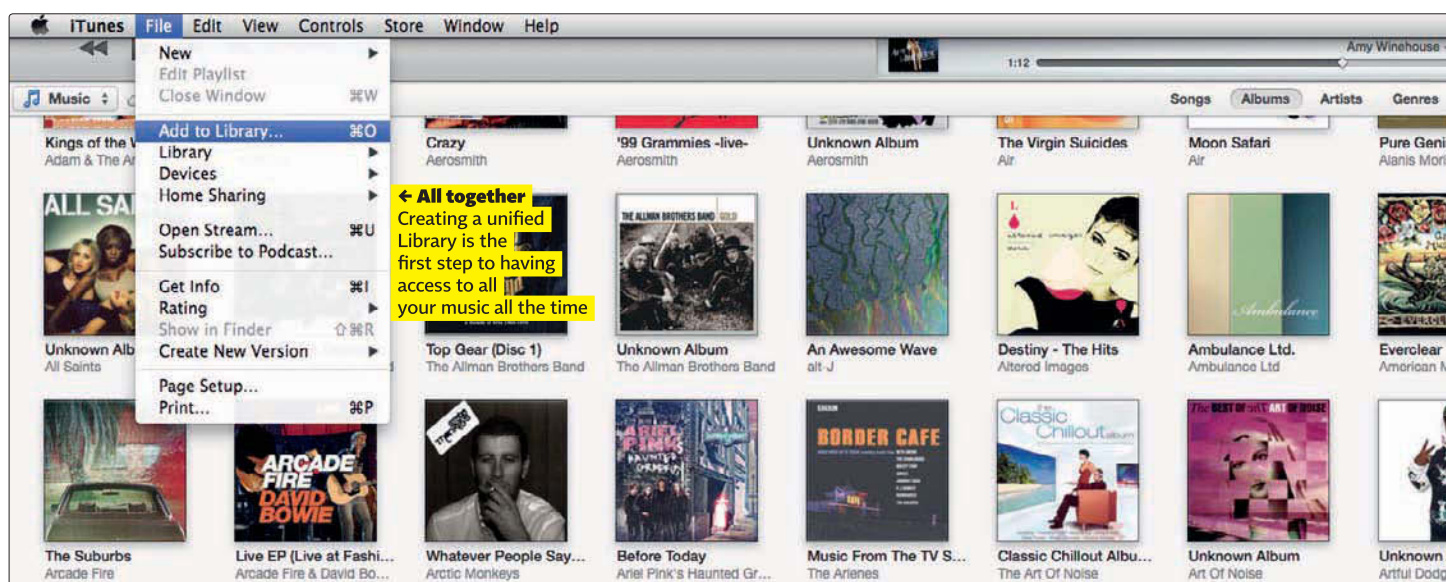 iTunes File Edit View Controls Store Window Help
New
Edit Playlist
Close Window ⌘W
Add to Library... ⌘O
Library
Devices
Home Sharing
Open Stream... ⌘U
Subscribe to Podcast...
Get Info ⌘I
Rating
Show in Finder ⇧⌘R
Create New Version
Page Setup...
Print... ⌘P
Amy Winehouse
1:12
Music
Songs Albums Artists Genres
← All together
Creating a unified
Library is the
first step to having
access to all
your music all the time
Kings of the Crazy '99 Grammies -live- Unknown Album The Virgin Suicides Moon Safari Pure
Adam & The Aerosmith Aerosmith Aerosmith Air Air Alanis
ALL
THE ALLMAN BROTHERS BAND GOLD
Ambulance
Unknown Top Gear (Disc 1) Unknown Album An Awesome Wave Destiny - The Hits Ambulance Ltd. Everclear
All Saints The Allman Brothers Band The Allman Brothers Band alt-J Altered Images Ambulance Ltd American
ARCADE
FIRE
DAVID
BOWIE
ARIEL
PINK'S
HAUNTED
GRAFFITI
BORDER CAFE
The
Classic
Chillout album
The BEST OF THE ART OF NOISE
The Suburbs Live EP (Live at Fashi... Whatever People Say... Before Today Music From The TV S... Classic Chillout Albu... Unknown Album Unknown
Arcade Fire Arcade Fire & David Bo... Arctic Monkeys Ariel Pink's Haunted Gr... The Arlenes The Art Of Noise Art Of Noise Artful